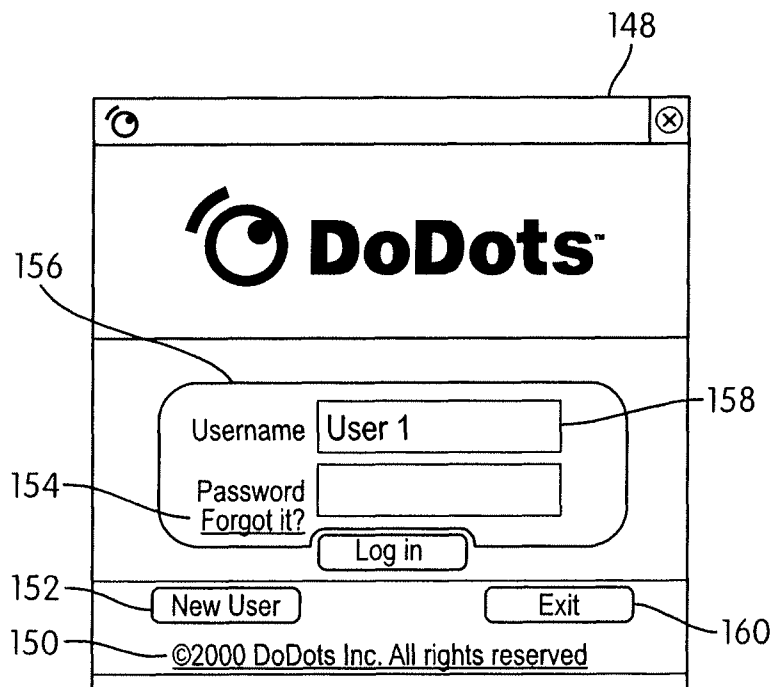 148
DoDots™
156
Username User 1
158
Password
154
Forgot it?
Log in
152
New User Exit
160
150
©2000 DoDots Inc. All rights reserved